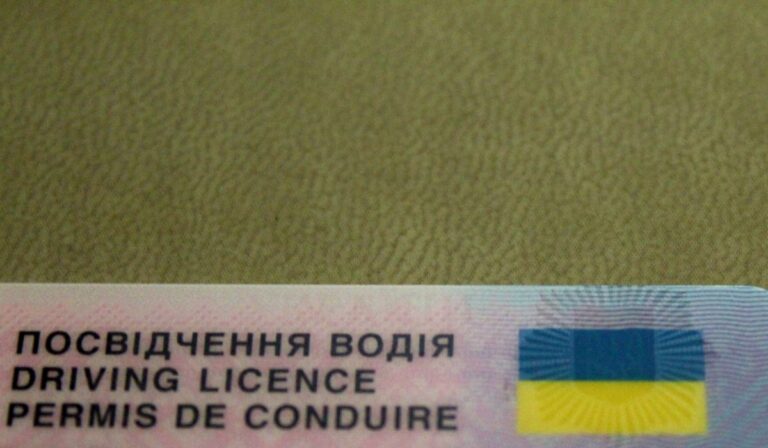 ПОСВІДЧЕННЯ ВОДІЯ
DRIVING LICENCE
PERMIS DE CONDUIRE